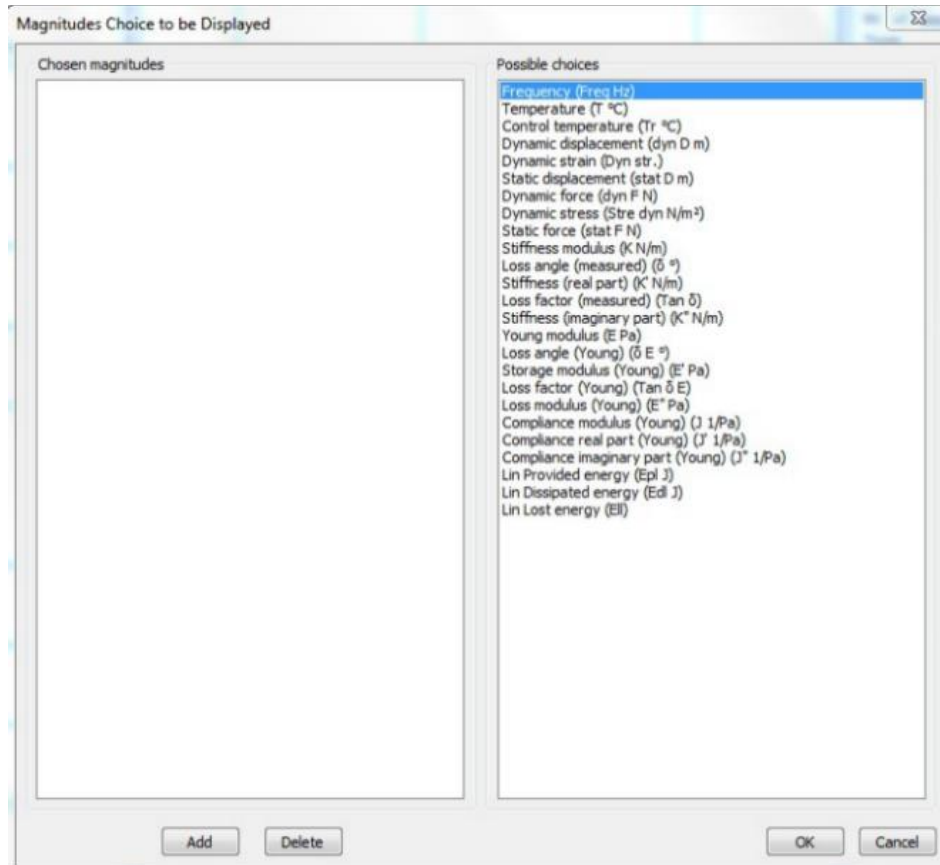 Magnitudes Choice to be Displayed
Chosen magnitudes
Possible choices
Frequency (Freq Hz)
Temperature (T °C)
Control temperature (Tr °C)
Dynamic displacement (dyn D m)
Dynamic strain (Dyn str.)
Static displacement (stat D m)
Dynamic force (dyn F N)
Dynamic stress (Stre dyn N/m²)
Static force (stat F N)
Stiffness modulus (K N/m)
Loss angle (measured) (δ °)
Stiffness (real part) (K' N/m)
Loss factor (measured) (Tan δ)
Stiffness (imaginary part) (K" N/m)
Young modulus (E Pa)
Loss angle (Young) (δ E °)
Storage modulus (Young) (E' Pa)
Loss factor (Young) (Tan δ E)
Loss modulus (Young) (E" Pa)
Compliance modulus (Young) (J 1/Pa)
Compliance real part (Young) (J' 1/Pa)
Compliance imaginary part (Young) (J" 1/Pa)
Lin Provided energy (Epl J)
Lin Dissipated energy (Edl J)
Lin Lost energy (Ell)
Add
Delete
OK
Cancel